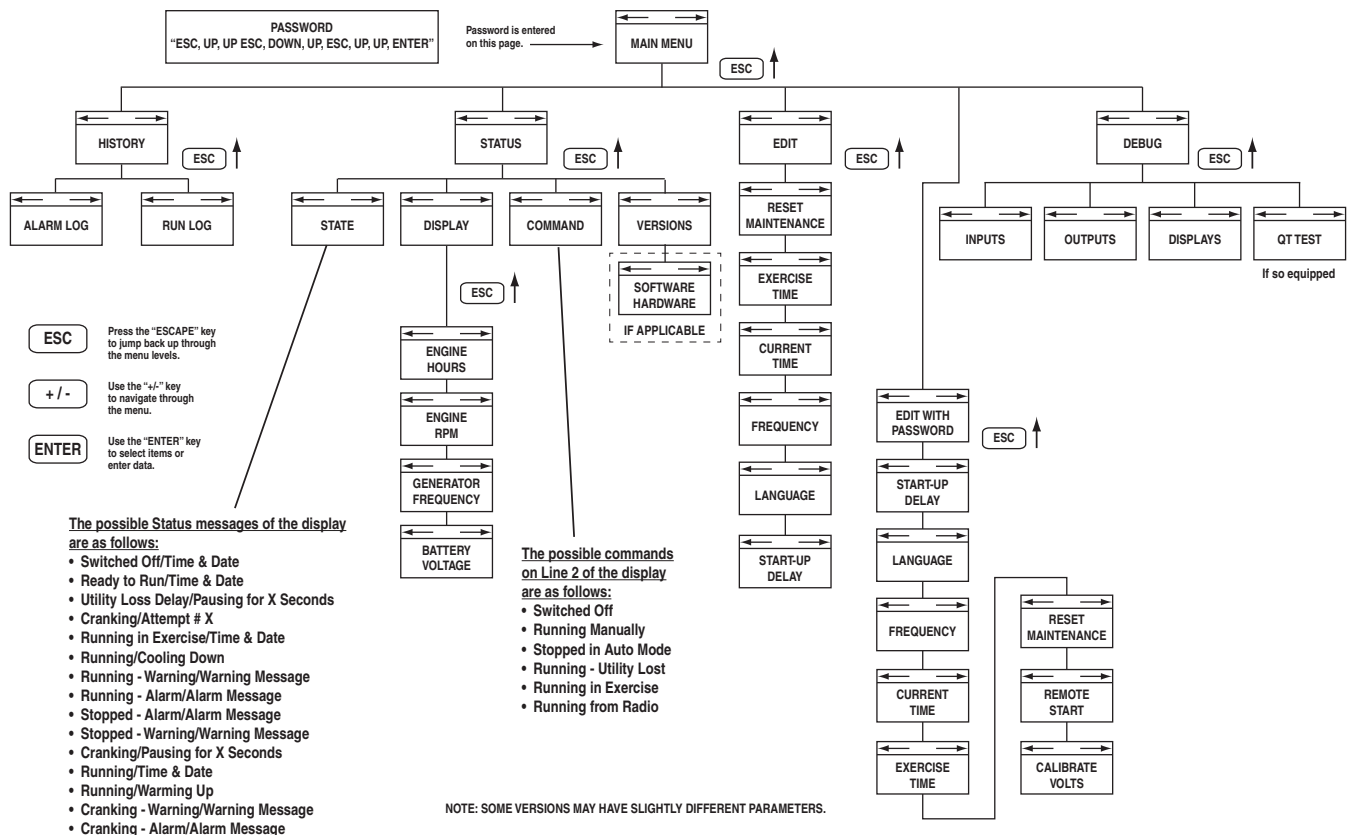 PASSWORD
“ESC, UP, UP ESC, DOWN, UP, ESC, UP, UP, ENTER”
Password is entered
on this page.
MAIN MENU
ESC
HISTORY
ESC
ALARM LOG
RUN LOG
STATUS
ESC
STATE
DISPLAY
COMMAND
VERSIONS
SOFTWARE
HARDWARE
IF APPLICABLE
ESC
ENGINE
HOURS
ENGINE
RPM
GENERATOR
FREQUENCY
BATTERY
VOLTAGE
EDIT
ESC
RESET
MAINTENANCE
EXERCISE
TIME
CURRENT
TIME
FREQUENCY
LANGUAGE
START-UP
DELAY
DEBUG
ESC
INPUTS
OUTPUTS
DISPLAYS
QT TEST
If so equipped
EDIT WITH
PASSWORD
ESC
START-UP
DELAY
LANGUAGE
FREQUENCY
CURRENT
TIME
EXERCISE
TIME
RESET
MAINTENANCE
REMOTE
START
CALIBRATE
VOLTS
ESC
Press the “ESCAPE” key
to jump back up through
the menu levels.
+ / -
Use the “+/-” key
to navigate through
the menu.
ENTER
Use the “ENTER” key
to select items or
enter data.
The possible Status messages of the display
are as follows:
• Switched Off/Time & Date
• Ready to Run/Time & Date
• Utility Loss Delay/Pausing for X Seconds
• Cranking/Attempt # X
• Running in Exercise/Time & Date
• Running/Cooling Down
• Running - Warning/Warning Message
• Running - Alarm/Alarm Message
• Stopped - Alarm/Alarm Message
• Stopped - Warning/Warning Message
• Cranking/Pausing for X Seconds
• Running/Time & Date
• Running/Warming Up
• Cranking - Warning/Warning Message
• Cranking - Alarm/Alarm Message
The possible commands
on Line 2 of the display
are as follows:
• Switched Off
• Running Manually
• Stopped in Auto Mode
• Running - Utility Lost
• Running in Exercise
• Running from Radio
NOTE: SOME VERSIONS MAY HAVE SLIGHTLY DIFFERENT PARAMETERS.